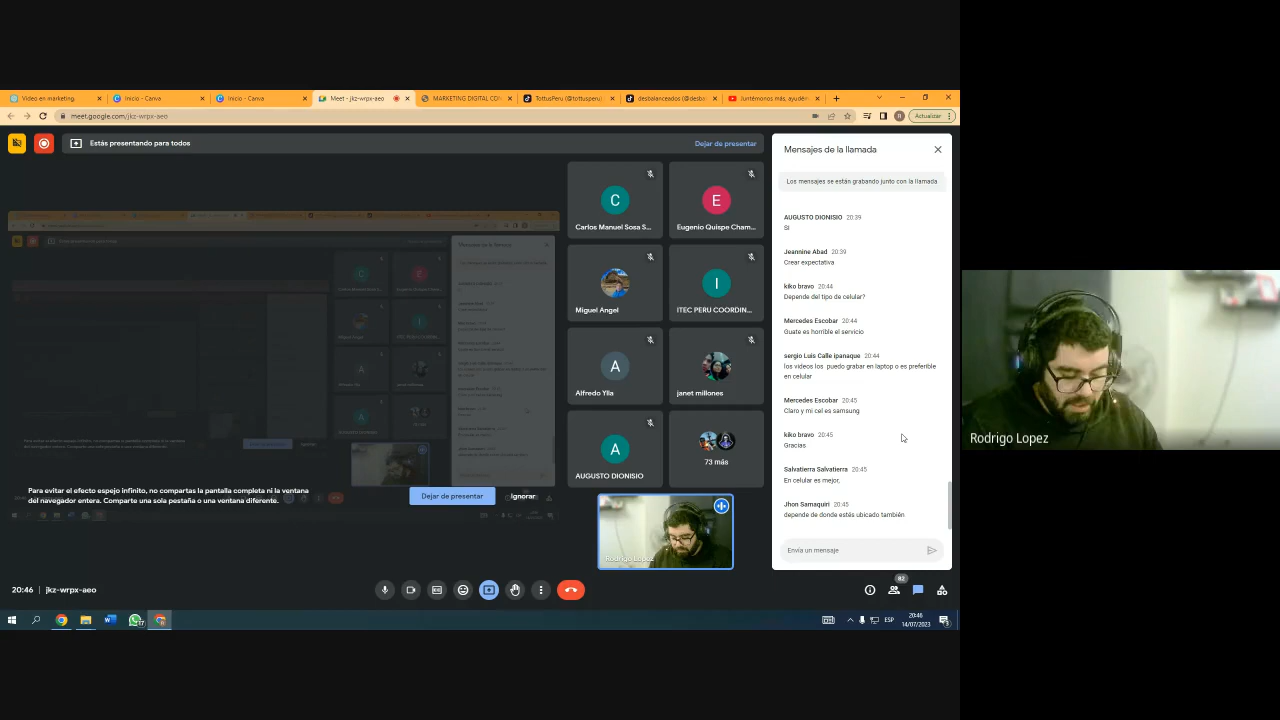 Video en marketing.
Inicio - Canva
Inicio - Canva
Meet - jkz-wrpx-aeo
MARKETING DIGITAL CO
TottusPeru (@tottusperu)
desbalanceados (@desba
Juntémonos más, ayudém
meet.google.com/jkz-wrpx-aeo
Actualizar
Estás presentando para todos
Dejar de presentar
Carlos Manuel Sosa S...
Eugenio Quispe Cham...
Miguel Angel
ITEC PERU COORDIN...
Alfredo Ylla
janet millones
AUGUSTO DIONISIO
73 más
Rodrigo Lopez
Para evitar el efecto espejo infinito, no compartas la pantalla completa ni la ventana
del navegador entera. Comparte una sola pestaña o una ventana diferente.
Dejar de presentar
Ignorar
Mensajes de la llamada
Los mensajes se están grabando junto con la llamada
AUGUSTO DIONISIO 20:39
SI
Jeannine Abad 20:39
Crear expectativa
kiko bravo 20:44
Depende del tipo de celular?
Mercedes Escobar 20:44
Guate es horrible el servicio
sergio Luis Calle ipanaque 20:44
los videos los puedo grabar en laptop o es preferible
en celular
Mercedes Escobar 20:45
Claro y mi cel es samsung
kiko bravo 20:45
Gracias
Salvatierra Salvatierra 20:45
En celular es mejor,
Jhon Samaquiri 20:45
depende de donde estés ubicado también
Envía un mensaje
20:46 jkz-wrpx-aeo
82
ESP
20:46
14/07/2023
Rodrigo Lopez